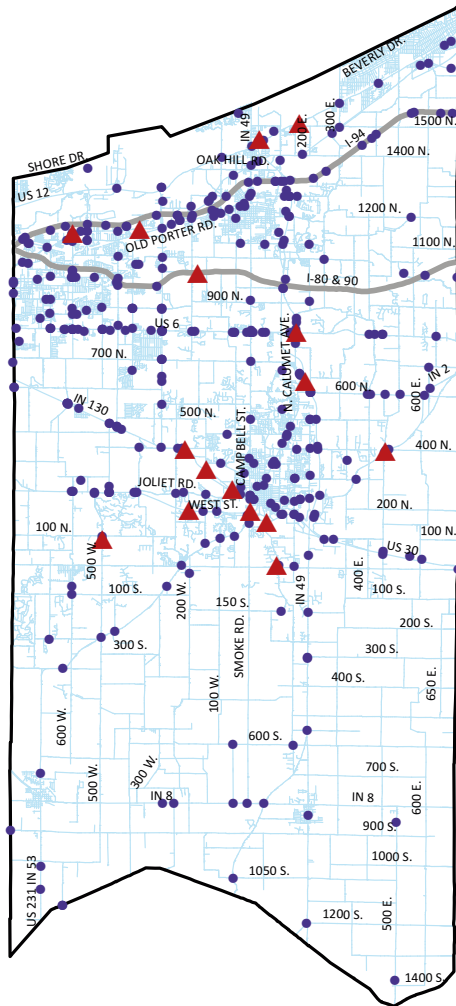 BEVERLY DR.
IN 49
200 E.
300 E.
1500 N.
I-94
1400 N.
SHORE DR.
OAK HILL RD.
US 12
1200 N.
OLD PORTER RD.
1100 N.
I-80 & 90
900 N.
US 6
N. CALUMET AVE.
700 N.
IN 2
600 N.
600 E.
IN 130
500 N.
CAMPBELL ST.
400 N.
JOLIET RD.
WEST ST.
200 N.
100 N.
100 N.
US 30
500 W.
200 W.
400 E.
100 S.
100 S.
150 S.
IN 49
200 S.
300 S.
SMOKE RD.
300 S.
100 W.
400 S.
650 E.
600 W.
600 S.
700 S.
500 W.
300 W.
IN 8
IN 8
600 E.
900 S.
1000 S.
1050 S.
US 231 IN 53
1200 S.
500 E.
1400 S.